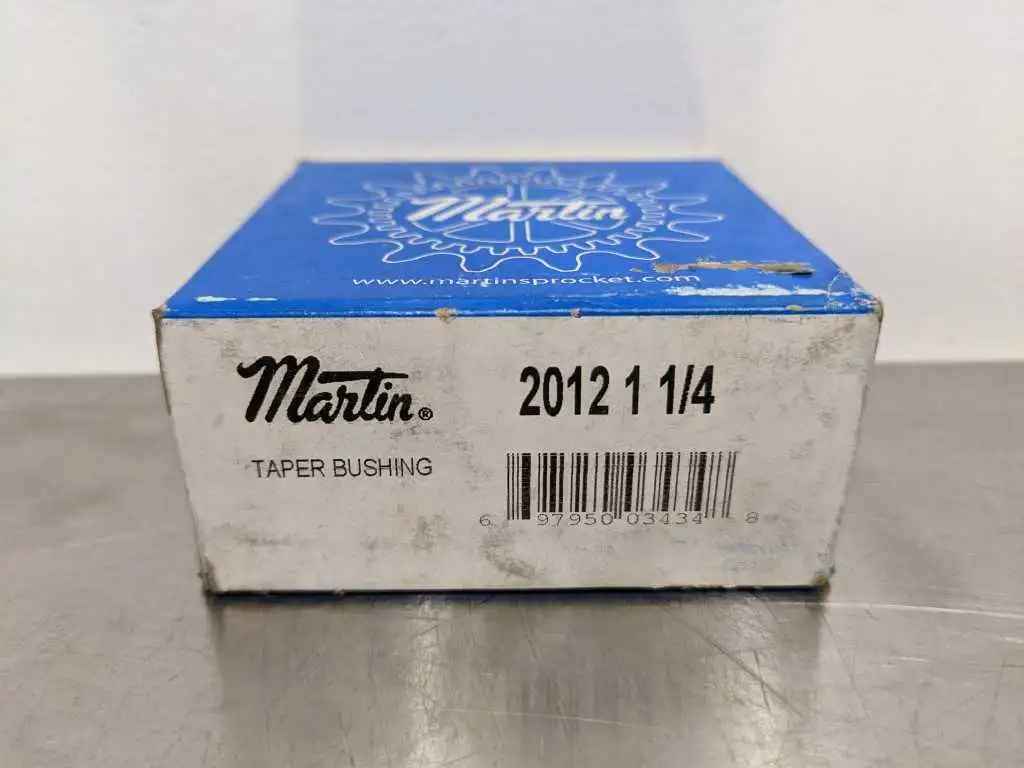 Martin
www.martinsprocket.com
Martin®
2012 1 1/4
TAPER BUSHING
6 97950 03434 8